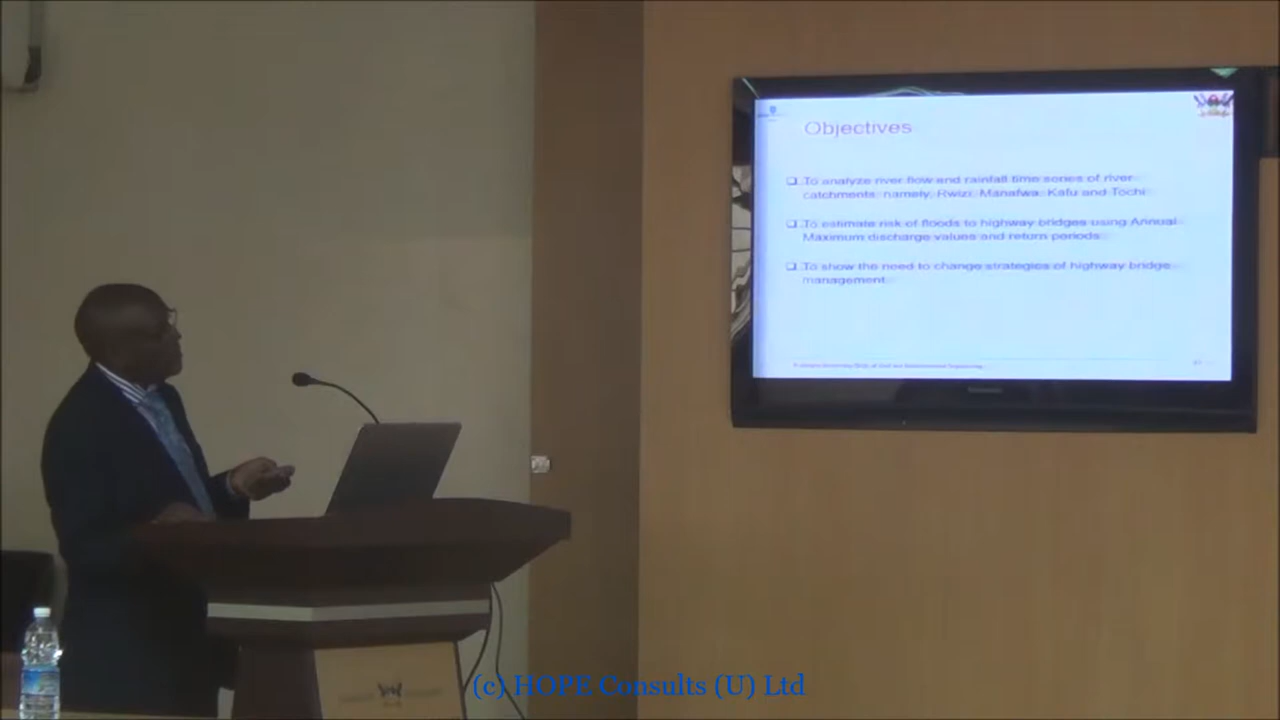 Objectives
❑ To analyze river flow and rainfall time series of river
catchments, namely; Rwizi, Manafwa, Kafu and Tochi
❑ To estimate risk of floods to highway bridges using Annual
Maximum discharge values and return periods
❑ To show the need to change strategies of highway bridge
management.
(c) HOPE Consults (U) Ltd